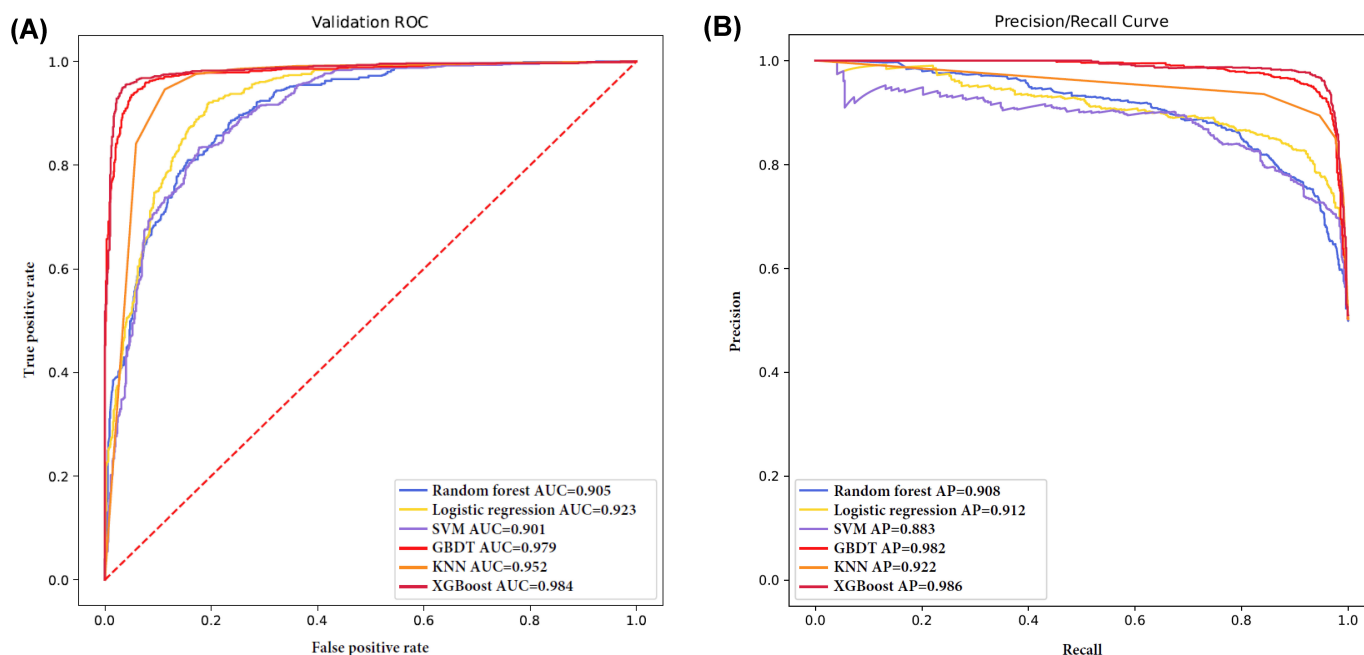 (A)
Validation ROC
True positive rate
1.0
0.8
0.6
0.4
0.2
0.0
Random forest AUC=0.905
Logistic regression AUC=0.923
SVM AUC=0.901
GBDT AUC=0.979
KNN AUC=0.952
XGBoost AUC=0.984
0.0 0.2 0.4 0.6 0.8 1.0
False positive rate
(B)
Precision/Recall Curve
Precision
1.0
0.8
0.6
0.4
0.2
0.0
Random forest AP=0.908
Logistic regression AP=0.912
SVM AP=0.883
GBDT AP=0.982
KNN AP=0.922
XGBoost AP=0.986
0.0 0.2 0.4 0.6 0.8 1.0
Recall